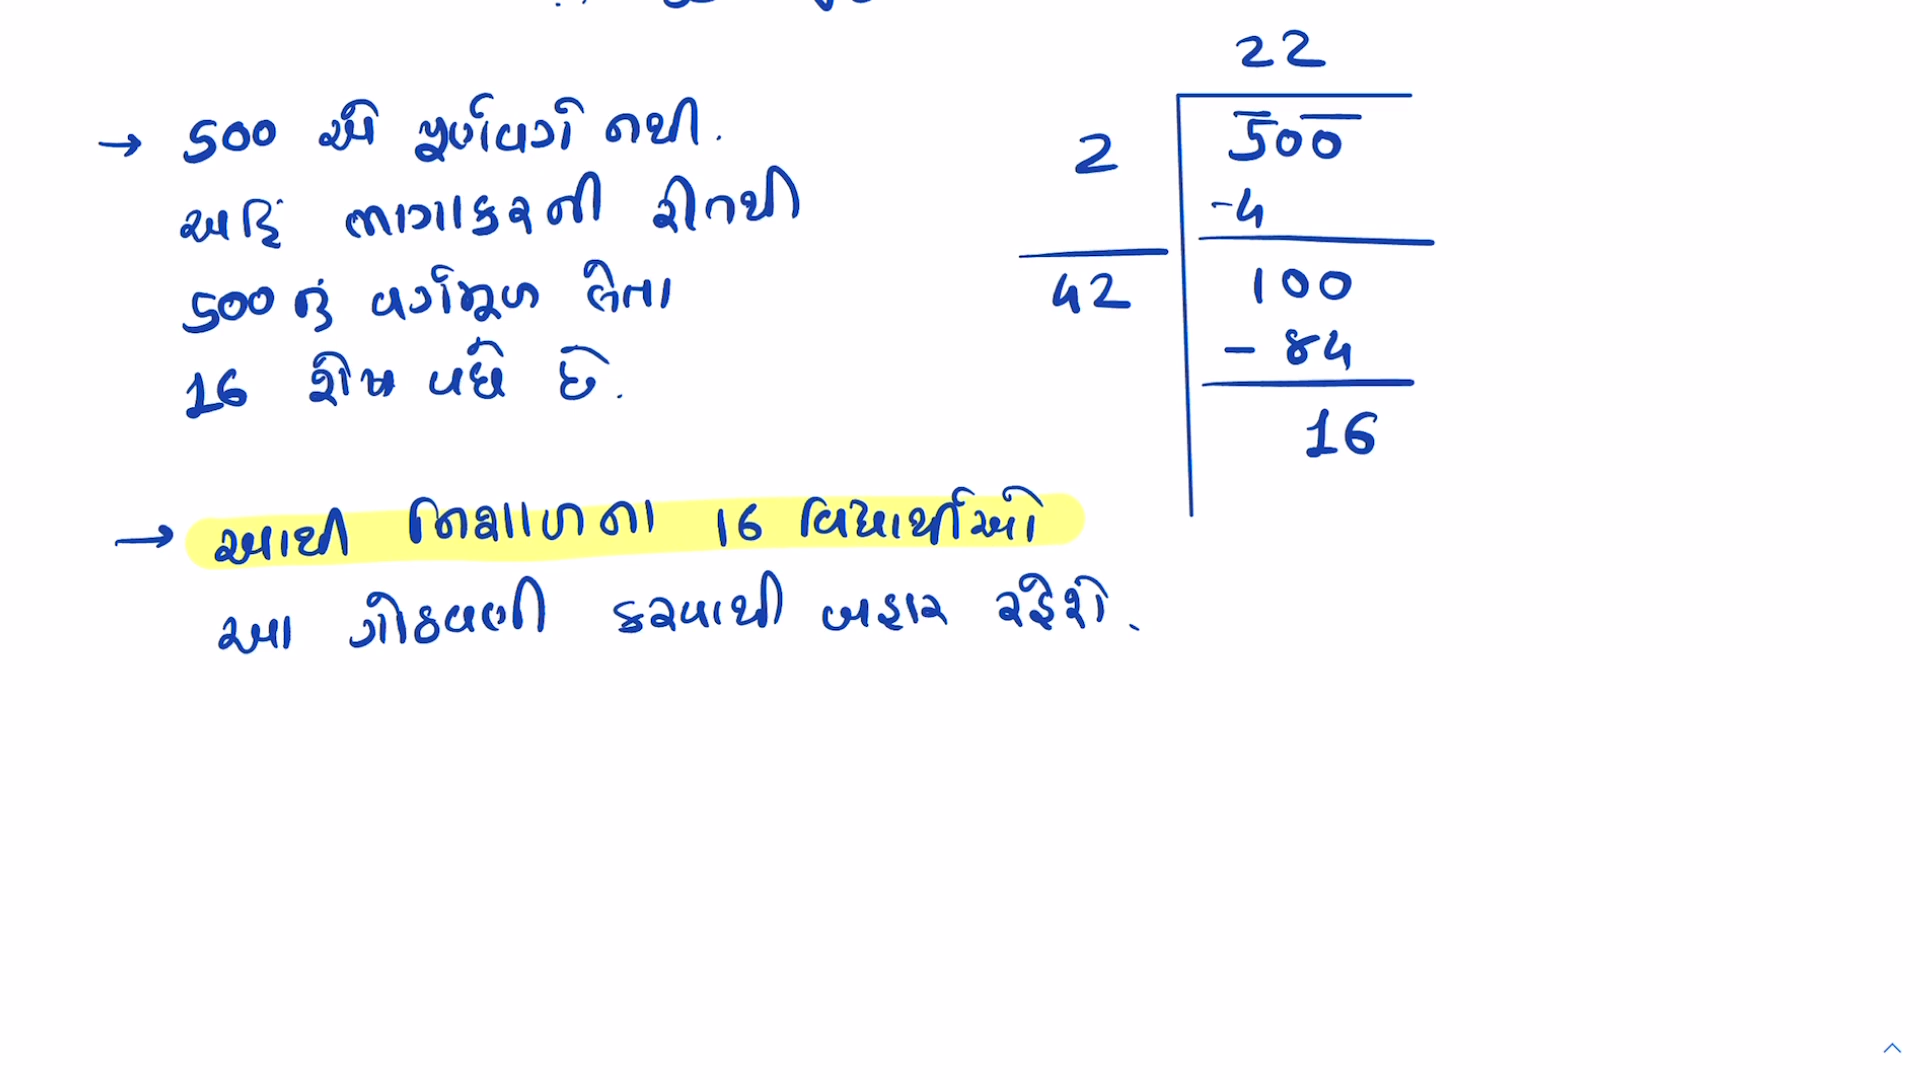 → 500 એ પૂર્ણવર્ગ નથી.
અહિં ભાગાકારની રીતથી
500 નું વર્ગમૂળ લેતા
16 શેષ વધે છે.
→ આથી નિશાળના 16 વિદ્યાર્થીઓ
આ ગોઠવણી કરવાથી બહાર રહેશે.
22
2 500
-4
42 100
- 84
16